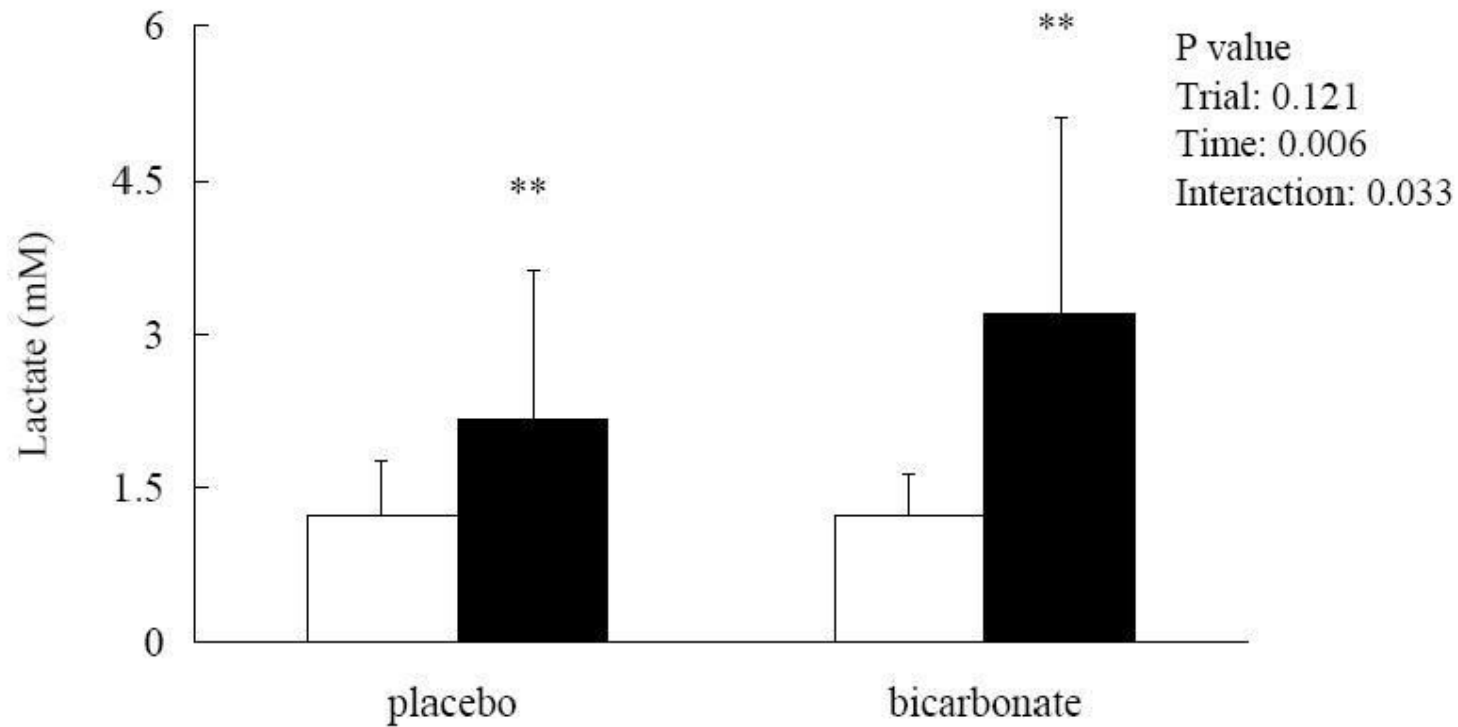 6
4.5
3
1.5
0
Lactate (mM)
**
**
P value
Trial: 0.121
Time: 0.006
Interaction: 0.033
placebo
bicarbonate